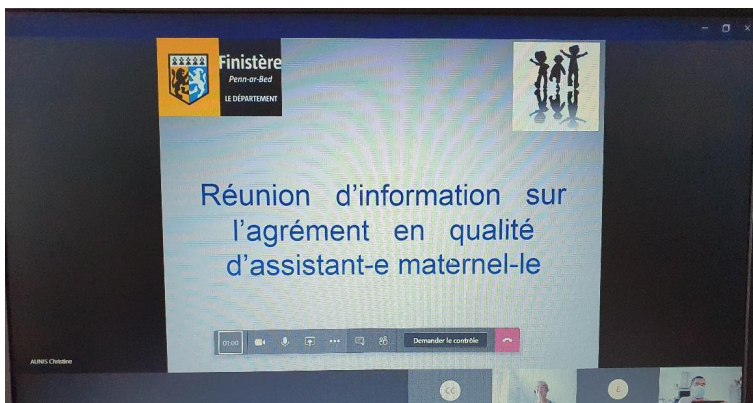 Finistère
Penn-ar-Bed
LE DÉPARTEMENT
Réunion d'information sur
l'agrément en qualité
d'assistant-e maternel-le
01:00
Demander le contrôle
AUNIS Christine
CC
E